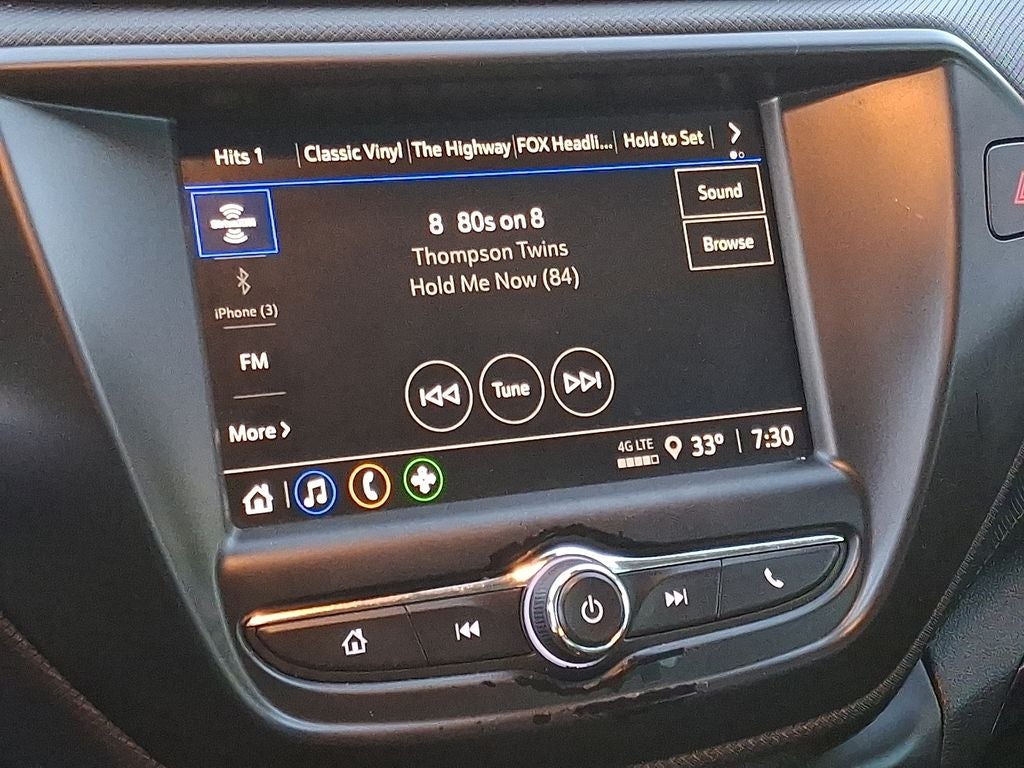 Hits 1 Classic Vinyl The Highway FOX Headli... Hold to Set
Sound
8 80s on 8
Thompson Twins
Browse
Hold Me Now (84)
iPhone (3)
FM
Tune
More
4G LTE 33° 7:30